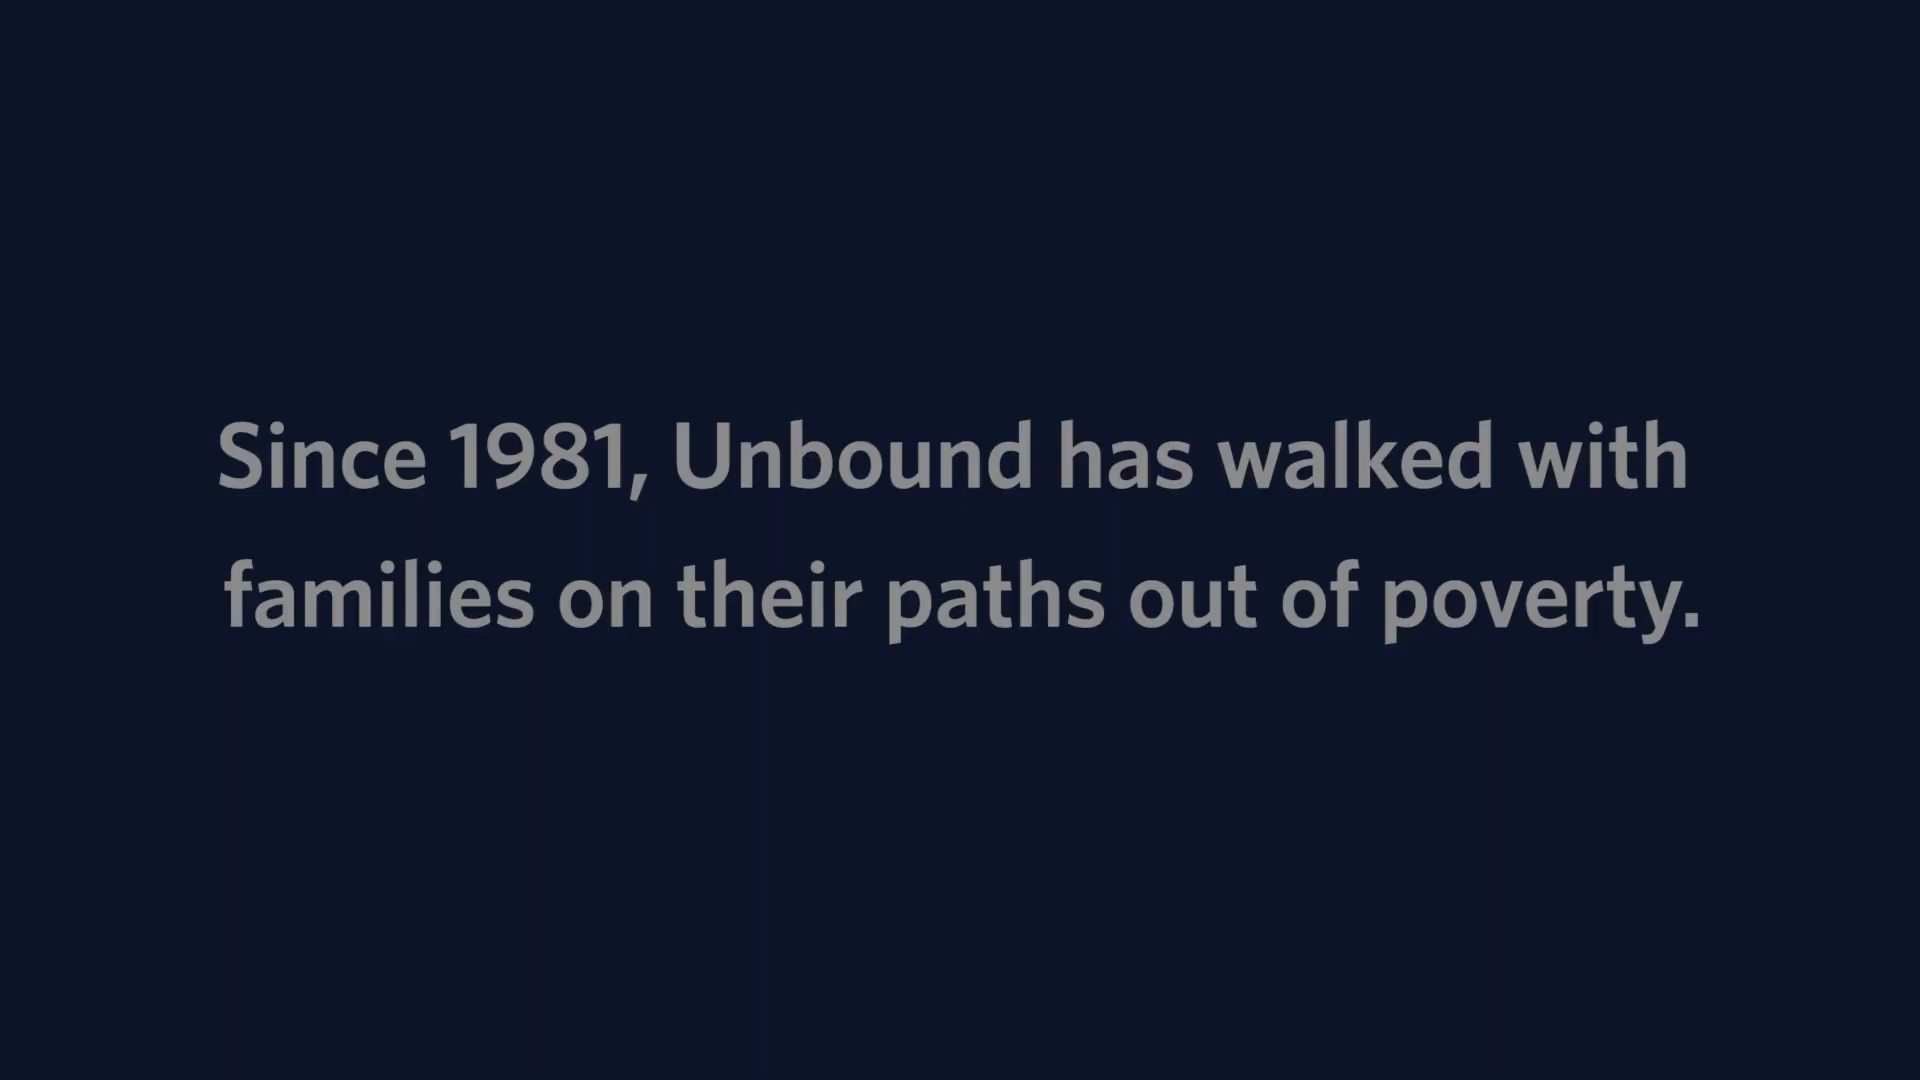 Since 1981, Unbound has walked with
families on their paths out of poverty.